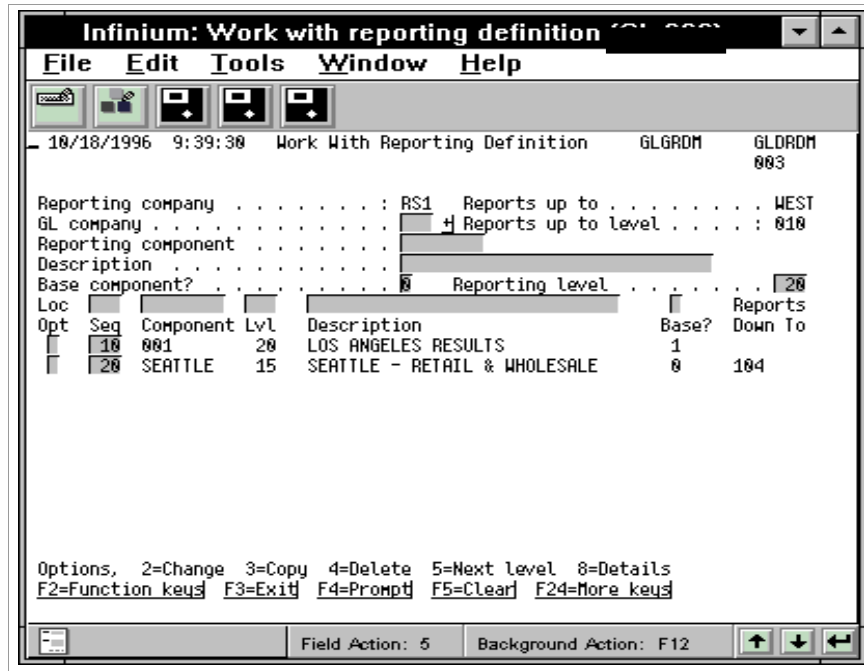 Infinium: Work with reporting definition
File Edit Tools Window Help
10/18/1996 9:39:30 Work With Reporting Definition GLGRDM GLDRDM
003
Reporting company . . . . . . . : RS1 Reports up to . . . . . . . . WEST
GL company . . . . . . . . . . . + Reports up to level . . . . : 010
Reporting component . . . . . . .
Description . . . . . . . . . . .
Base component? . . . . . . . . . 0 Reporting level . . . . . . . 20
Loc Reports
Opt Seq Component Lvl Description Base? Down To
10 001 20 LOS ANGELES RESULTS 1
20 SEATTLE 15 SEATTLE - RETAIL & WHOLESALE 0 104
Options, 2=Change 3=Copy 4=Delete 5=Next level 8=Details
F2=Function keys F3=Exit F4=Prompt F5=Clear F24=More keys
Field Action: 5 Background Action: F12